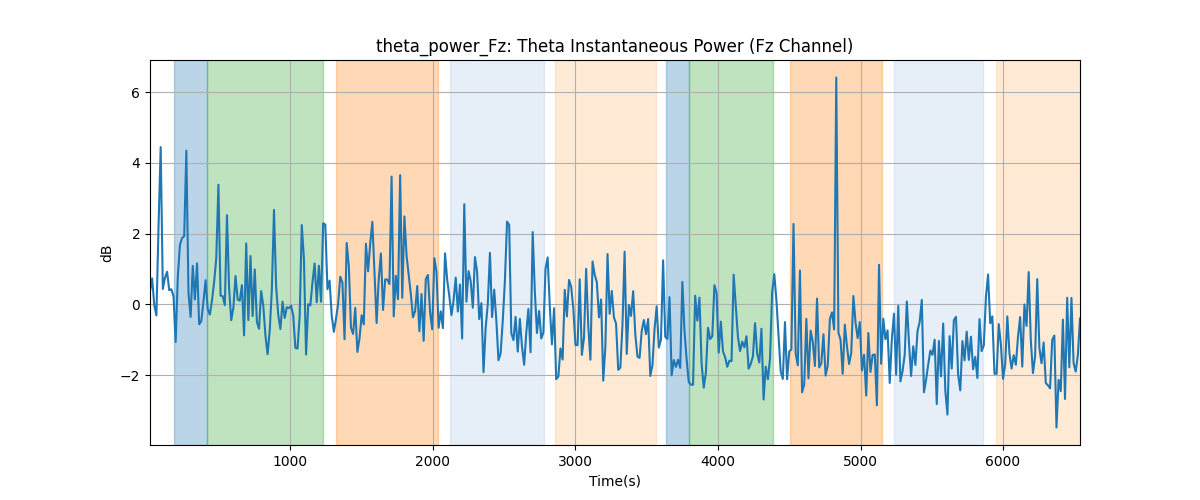 theta_power_Fz: Theta Instantaneous Power (Fz Channel)
6
4
2
0
−2
dB
1000 2000 3000 4000 5000 6000
Time(s)